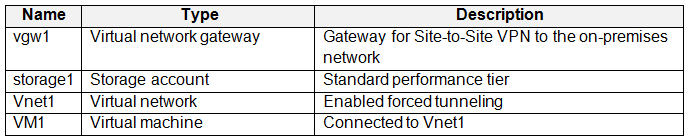 Name Type Description
vgw1 Virtual network gateway Gateway for Site-to-Site VPN to the on-premises
network
storage1 Storage account Standard performance tier
Vnet1 Virtual network Enabled forced tunneling
VM1 Virtual machine Connected to Vnet1